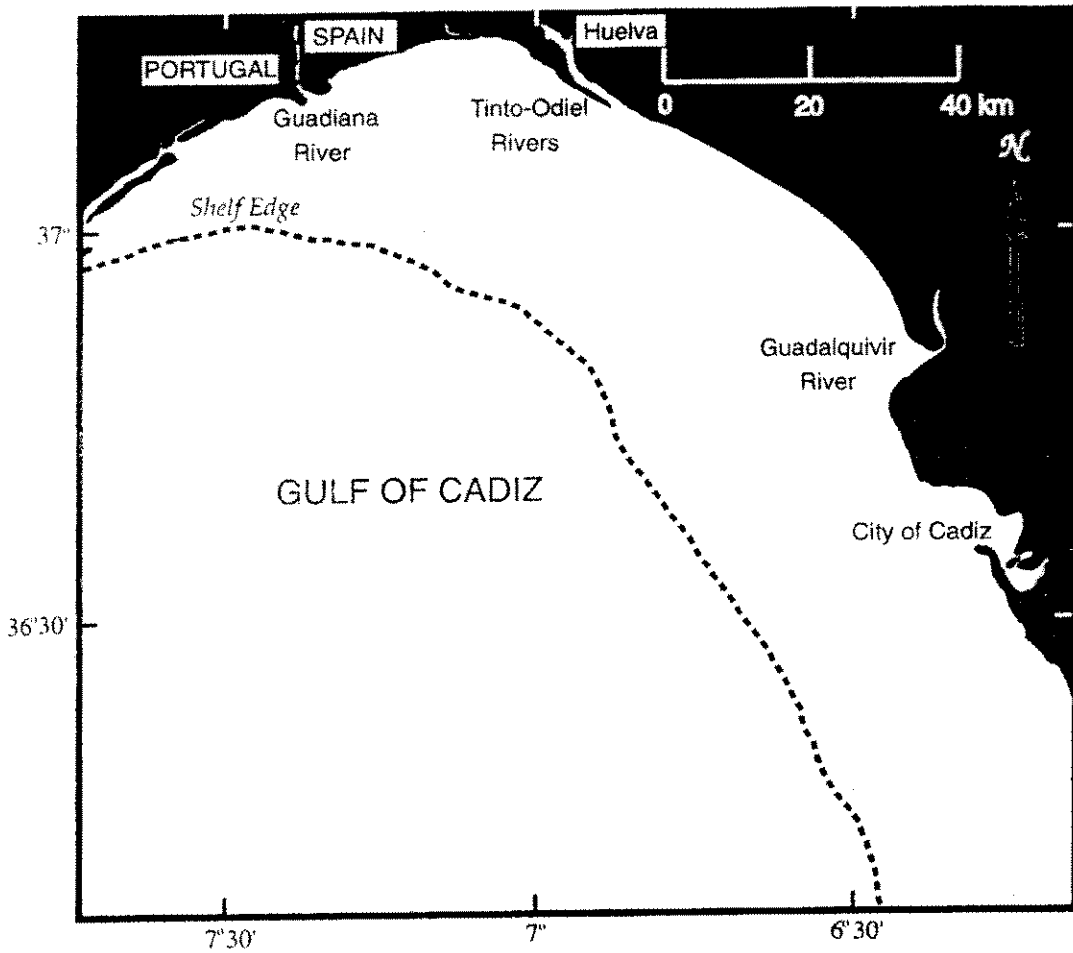 SPAIN
Huelva
PORTUGAL
0 20 40 km
Guadiana
River
Tinto-Odiel
Rivers
N
Shelf Edge
37°
Guadalquivir
River
GULF OF CADIZ
City of Cadiz
36°30'
7°30' 7° 6°30'